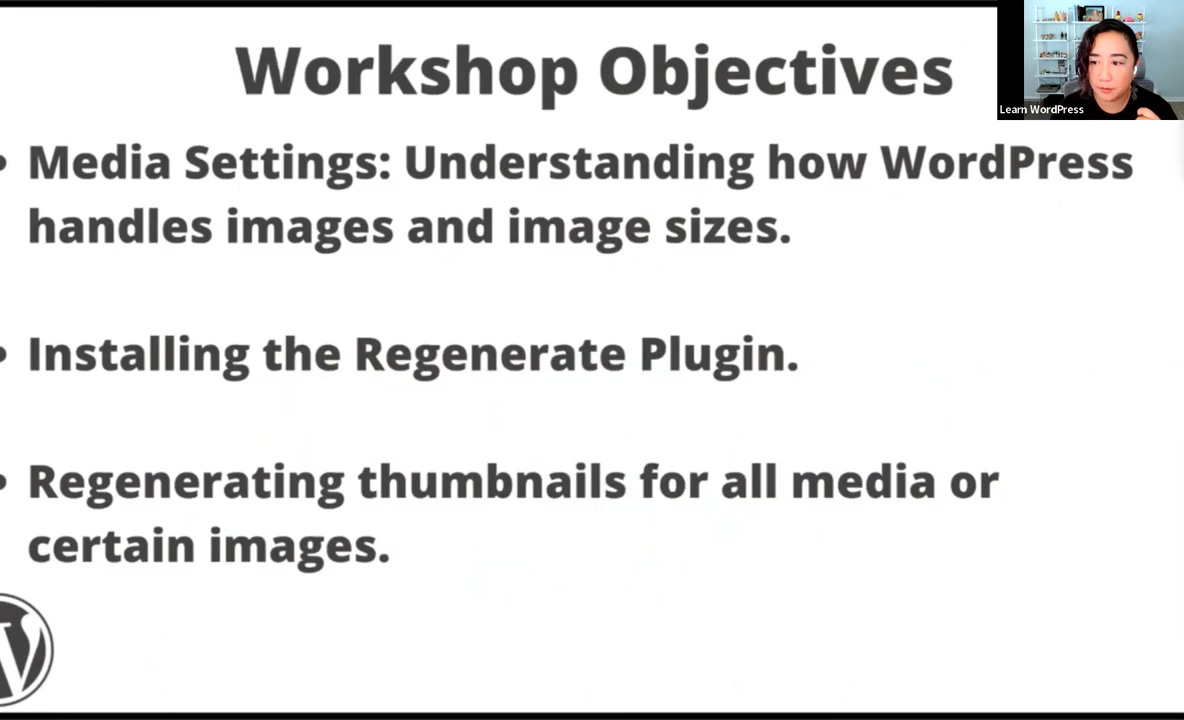 Workshop Objectives
Learn WordPress
• Media Settings: Understanding how WordPress
handles images and image sizes.
• Installing the Regenerate Plugin.
• Regenerating thumbnails for all media or
certain images.